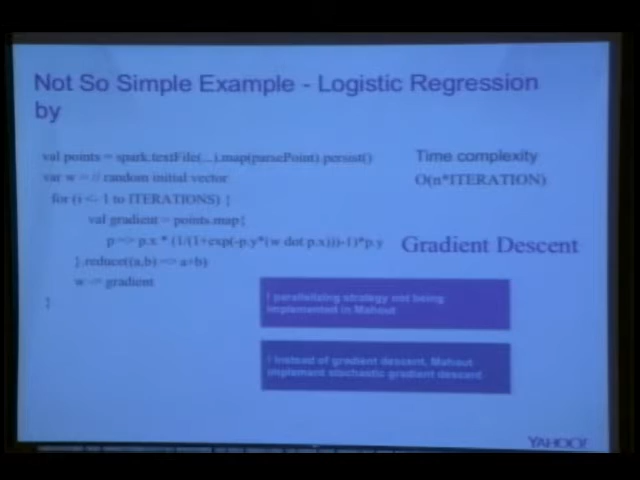 Not So Simple Example - Logistic Regression
by
val points = spark.textFile(...).map(parsePoint).persist()
var w = // random initial vector
for (i <- 1 to ITERATIONS) {
val gradient = points.map{
p => p.x * (1/(1+exp(-p.y*(w dot p.x)))-1)*p.y
}.reduce((a,b) => a+b)
w -= gradient
}
Time complexity
O(n*ITERATION)
Gradient Descent
! parallelizing strategy not being
implemented in Mahout
! Instead of gradient descent, Mahout
implement stochastic gradient descent
YAHOO!